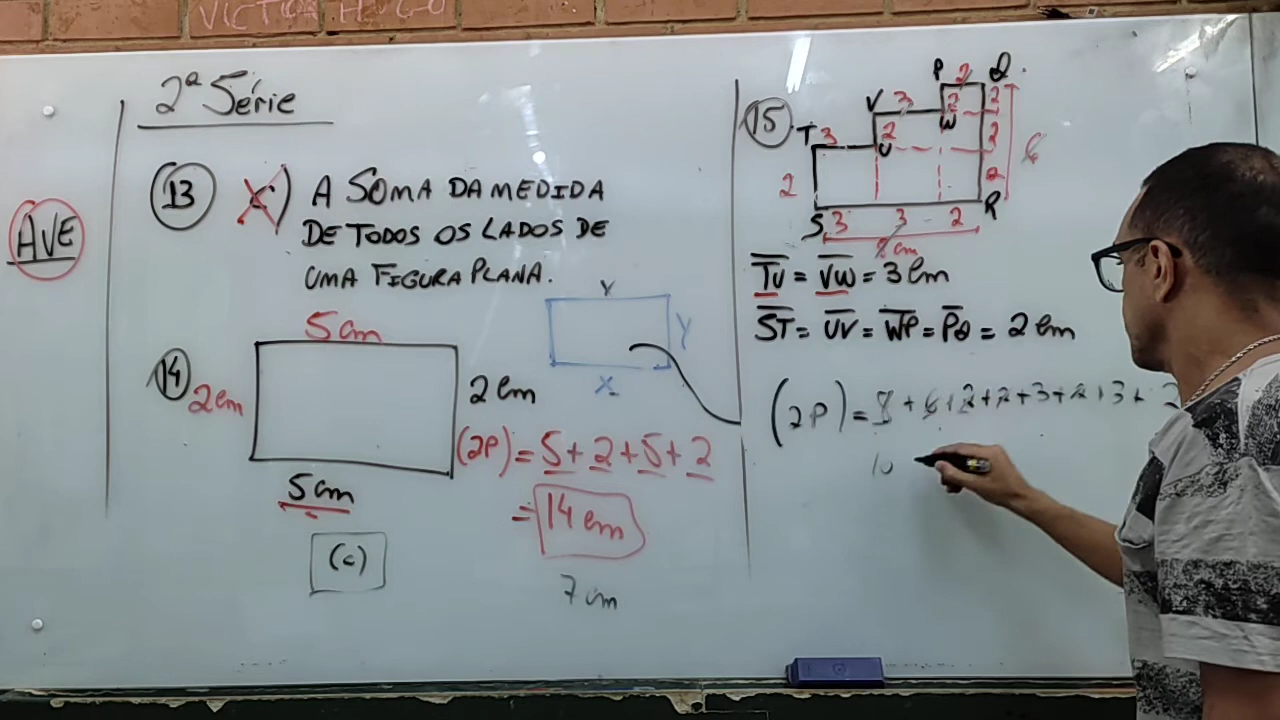 VICTOR HUGO
2ª Série
AVE
13 c) A SOMA DA MEDIDA
DE TODOS OS LADOS DE
UMA FIGURA PLANA.
X
Y
X
14
5cm
2cm
2cm
5cm
(2P) = 5 + 2 + 5 + 2
= 14 cm
(c)
7 cm
15
P 2 Q
V 3 2 W 2
T 3 2 U 2 6
2 2
S 3 3 2 R
8 cm
TU = VW = 3 cm
ST = UV = WP = PQ = 2 cm
(2P) = 8 + 6 + 2 + 2 + 3 + 2 + 3 + 2
10